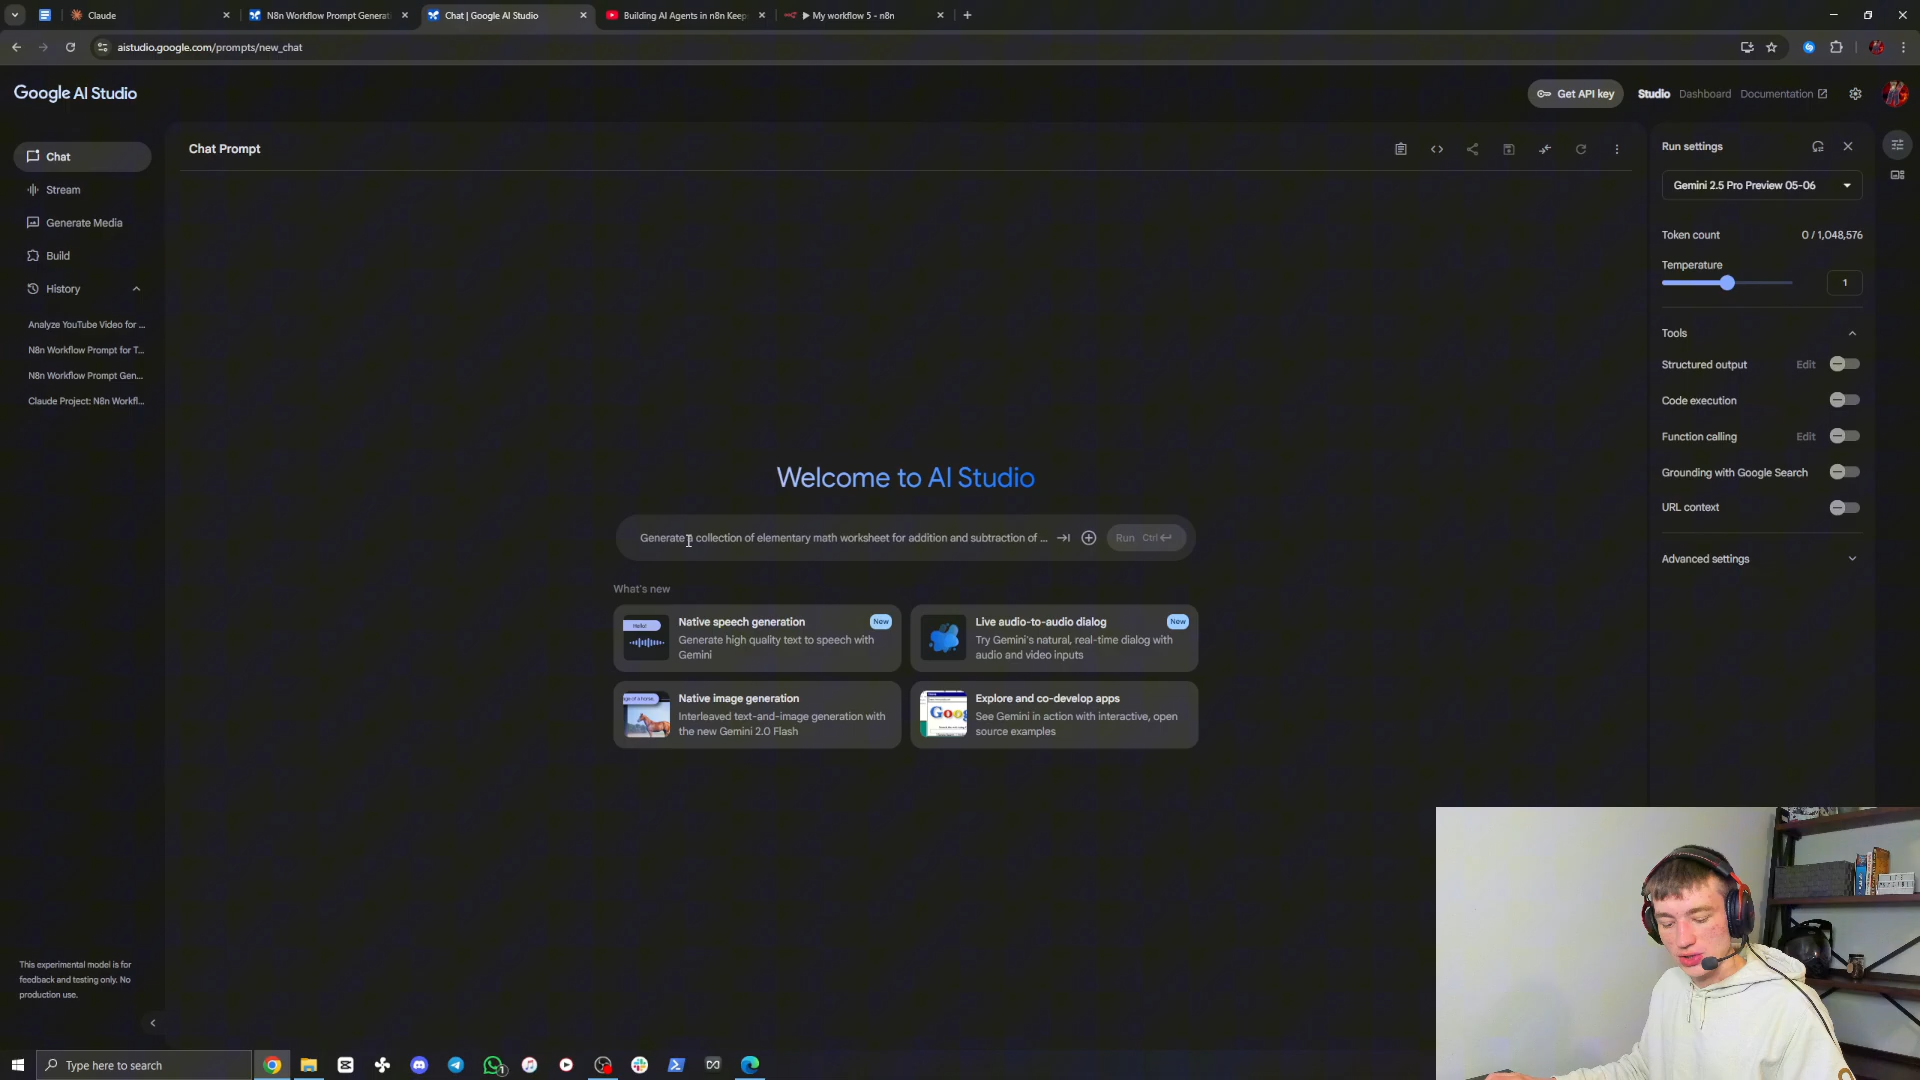 Claude
N8n Workflow Prompt Generat
Chat | Google AI Studio
Building AI Agents in n8n Keep
My workflow 5 - n8n
aistudio.google.com/prompts/new_chat
Google AI Studio
Get API key
Studio
Dashboard
Documentation
Chat
Stream
Generate Media
Build
History
Analyze YouTube Video for ...
N8n Workflow Prompt for T...
N8n Workflow Prompt Gen...
Claude Project: N8n Workfl...
This experimental model is for
feedback and testing only. No
production use.
Chat Prompt
Welcome to AI Studio
Generate a collection of elementary math worksheet for addition and subtraction of ...
Run Ctrl
What's new
Hello!
Native speech generation
New
Generate high quality text to speech with
Gemini
Live audio-to-audio dialog
New
Try Gemini's natural, real-time dialog with
audio and video inputs
Native image generation
Interleaved text-and-image generation with
the new Gemini 2.0 Flash
Goog
Explore and co-develop apps
See Gemini in action with interactive, open
source examples
Run settings
Gemini 2.5 Pro Preview 05-06
Token count
0 / 1,048,576
Temperature
1
Tools
Structured output
Edit
Code execution
Function calling
Edit
Grounding with Google Search
URL context
Advanced settings
Type here to search
1